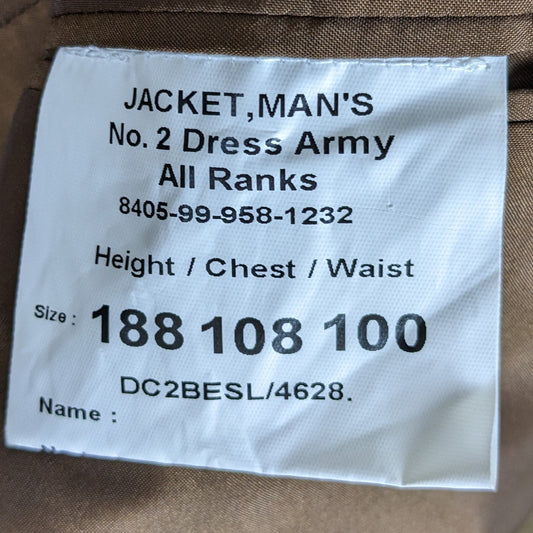 JACKET,MAN'S
No. 2 Dress Army
All Ranks
8405-99-958-1232
Height / Chest / Waist
Size : 188 108 100
DC2BESL/4628.
Name :